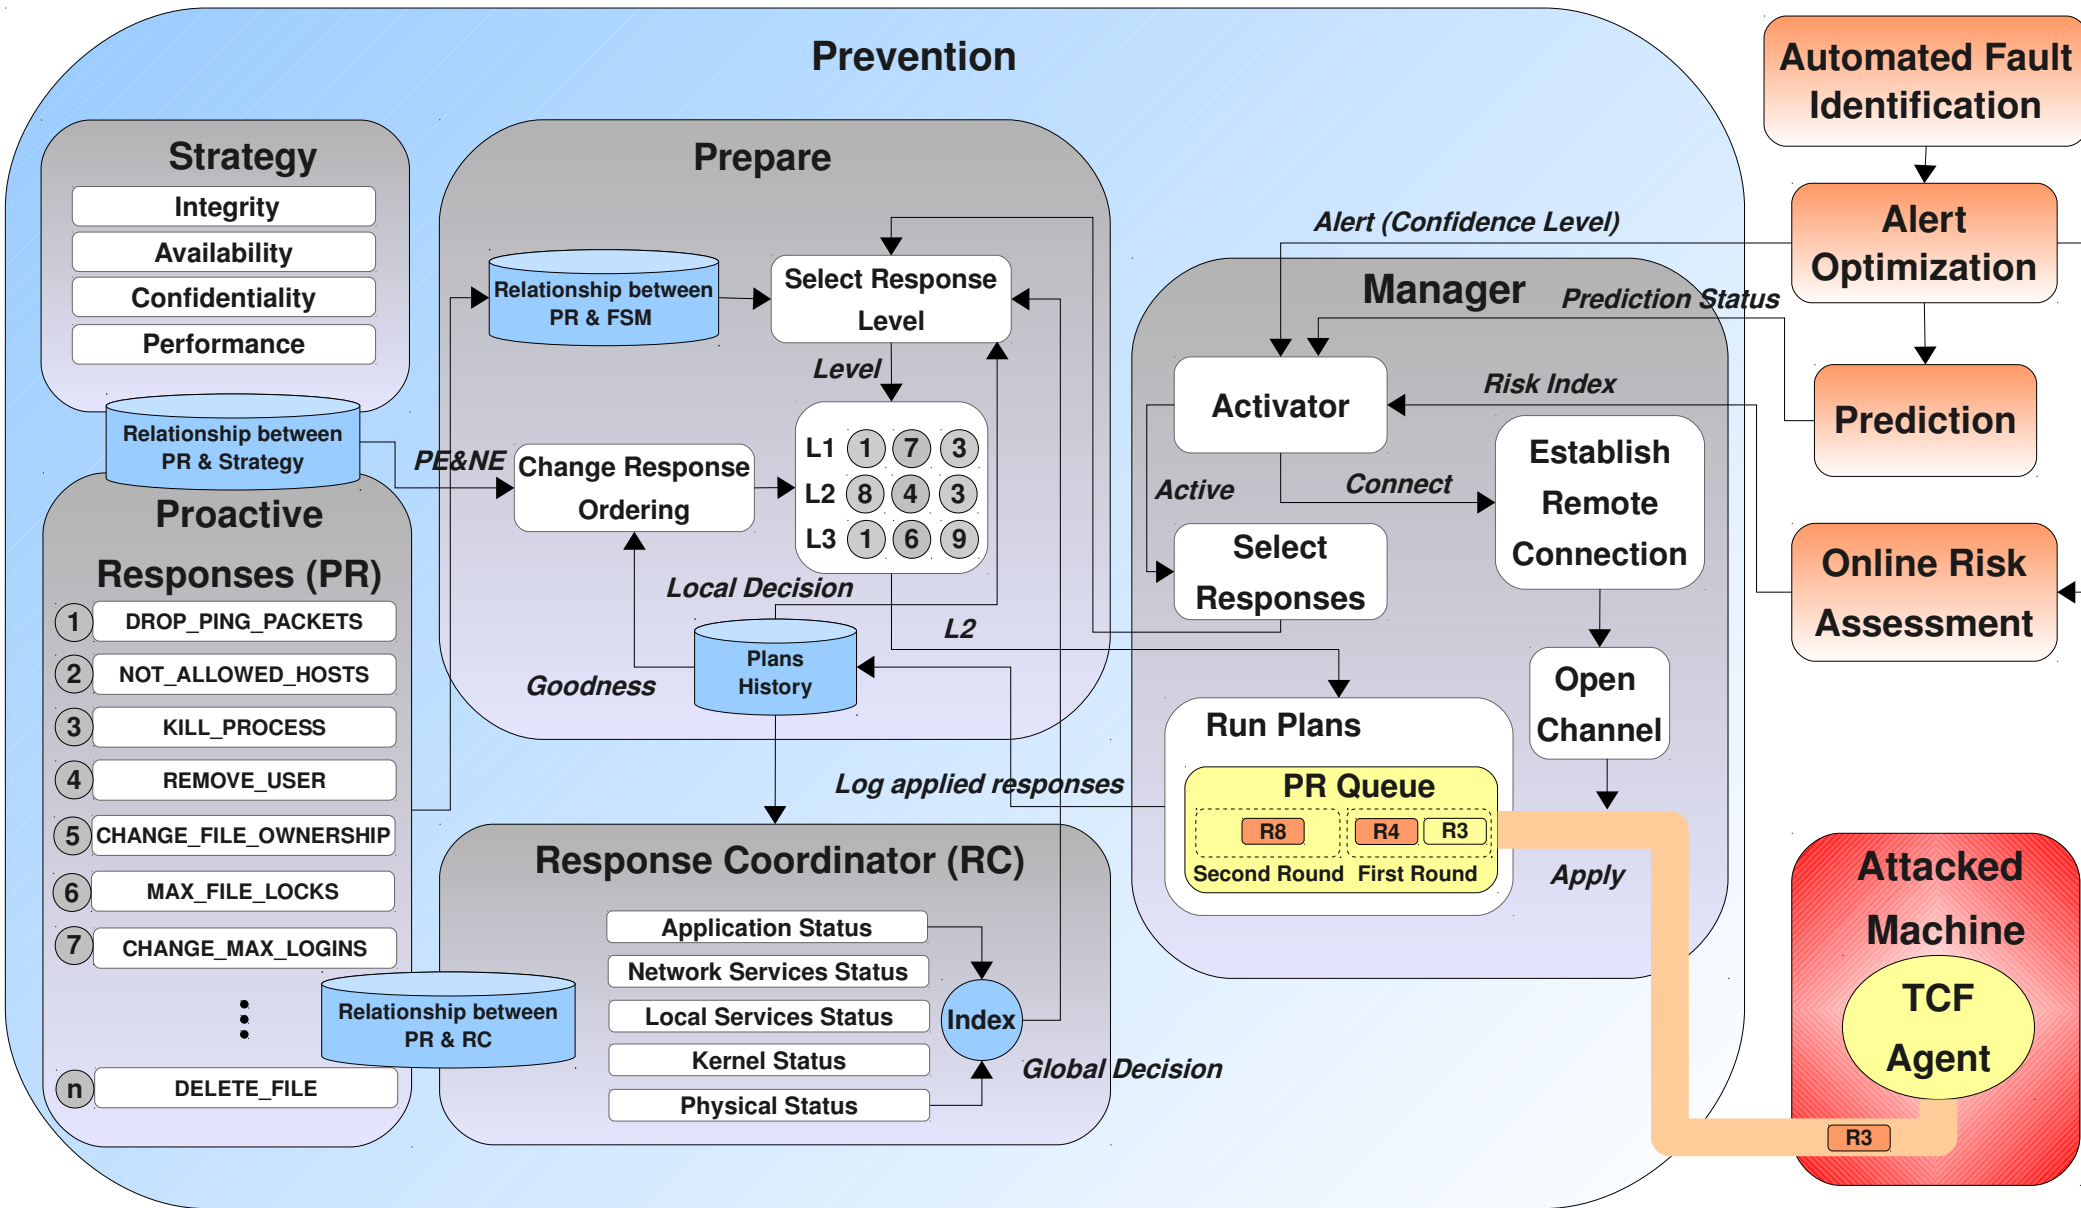 Prevention
Strategy
Integrity
Availability
Confidentiality
Performance
Relationship between
PR & Strategy
Proactive
Responses (PR)
1 DROP_PING_PACKETS
2 NOT_ALLOWED_HOSTS
3 KILL_PROCESS
4 REMOVE_USER
5 CHANGE_FILE_OWNERSHIP
6 MAX_FILE_LOCKS
7 CHANGE_MAX_LOGINS
n DELETE_FILE
Relationship between
PR & RC
Prepare
Relationship between
PR & FSM
Select Response
Level
Level
PE&NE
Change Response
Ordering
L1 1 7 3
L2 8 4 3
L3 1 6 9
Local Decision
L2
Goodness
Plans
History
Log applied responses
Response Coordinator (RC)
Application Status
Network Services Status
Local Services Status
Kernel Status
Physical Status
Index
Global Decision
Manager
Alert (Confidence Level)
Prediction Status
Activator
Risk Index
Active
Connect
Establish
Remote
Connection
Select
Responses
Open
Channel
Run Plans
PR Queue
R8 R4 R3
Second Round First Round
Apply
Automated Fault
Identification
Alert
Optimization
Prediction
Online Risk
Assessment
Attacked
Machine
TCF
Agent
R3